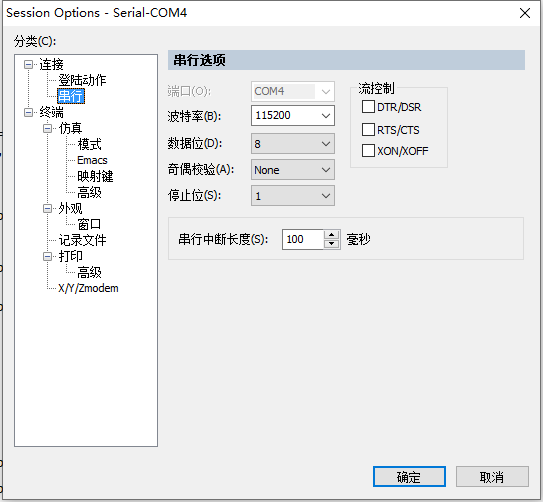 Session Options - Serial-COM4
分类(C):
连接
登陆动作
串行
终端
仿真
模式
Emacs
映射键
高级
外观
窗口
记录文件
打印
高级
X/Y/Zmodem
串行选项
端口(O):
COM4
波特率(B):
115200
数据位(D):
8
奇偶校验(A):
None
停止位(S):
1
流控制
DTR/DSR
RTS/CTS
XON/XOFF
串行中断长度(S):
100
毫秒
确定
取消